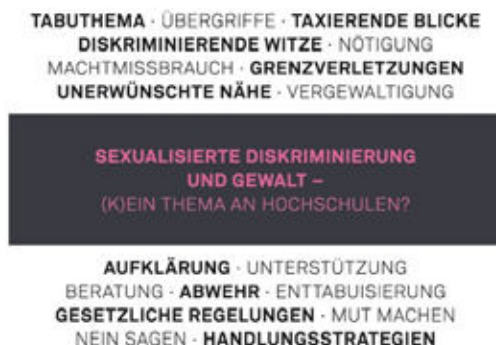 TABUTHEMA · ÜBERGRIFFE · TAXIERENDE BLICKE
DISKRIMINIERENDE WITZE · NÖTIGUNG
MACHTMISSBRAUCH · GRENZVERLETZUNGEN
UNERWÜNSCHTE NÄHE · VERGEWALTIGUNG
SEXUALISIERTE DISKRIMINIERUNG
UND GEWALT –
(K)EIN THEMA AN HOCHSCHULEN?
AUFKLÄRUNG · UNTERSTÜTZUNG
BERATUNG · ABWEHR · ENTTABUISIERUNG
GESETZLICHE REGELUNGEN · MUT MACHEN
NEIN SAGEN · HANDLUNGSSTRATEGIEN